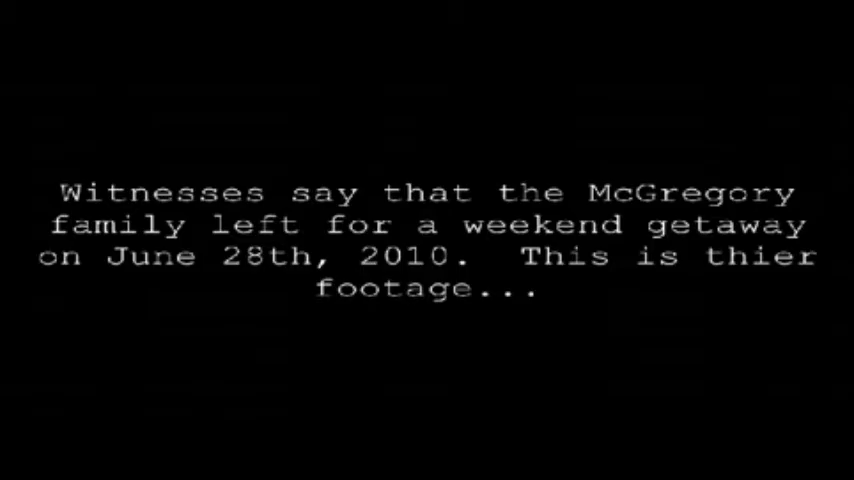 Witnesses say that the McGregory
family left for a weekend getaway
on June 28th, 2010.  This is thier
footage...